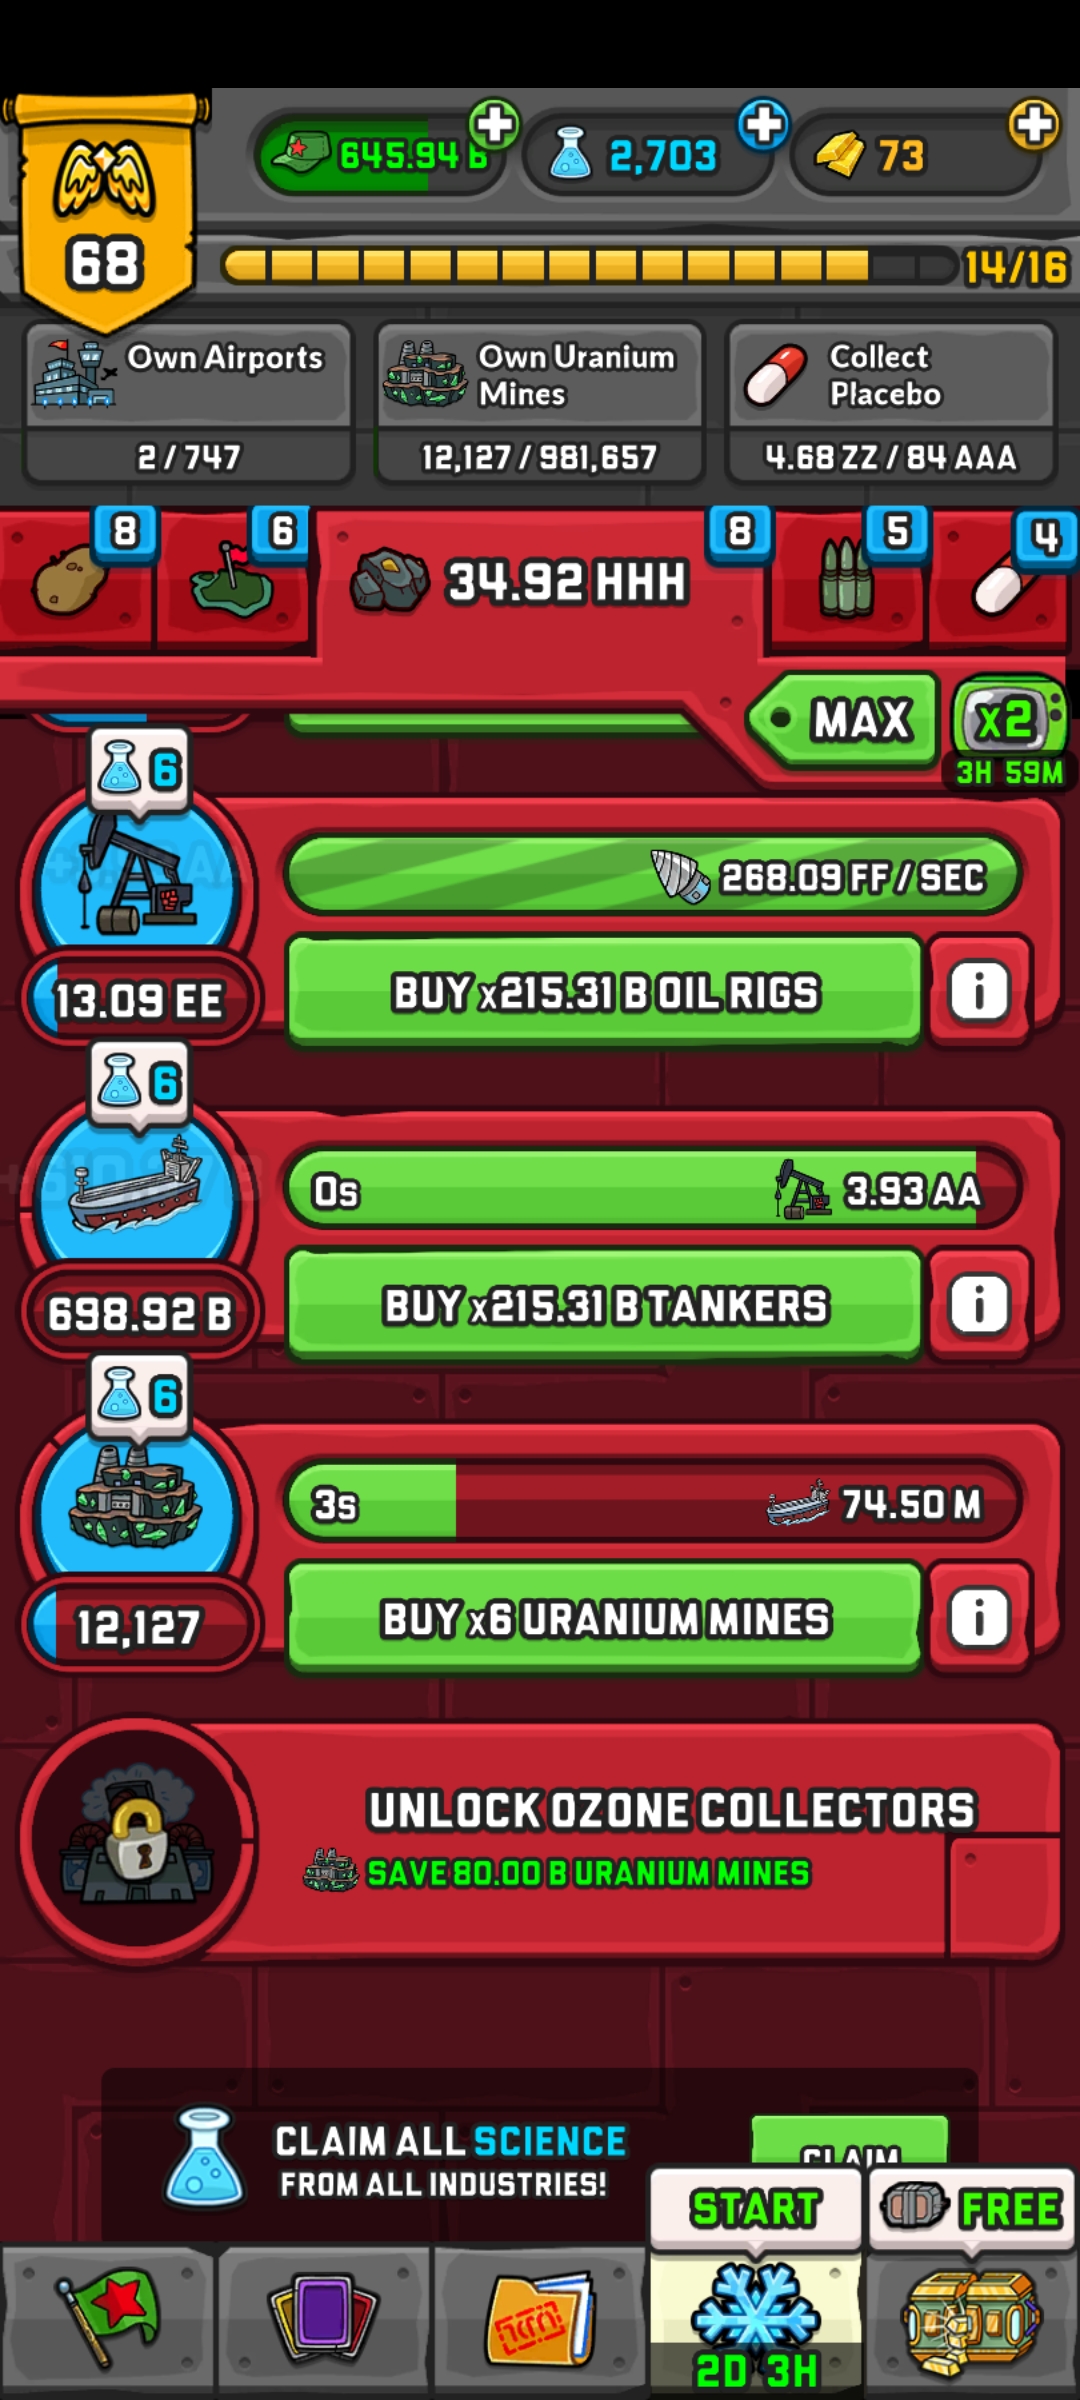 68
645.94 B
2,703
73
14/16
Own Airports
2 / 747
Own Uranium
Mines
12,127 / 981,657
Collect
Placebo
4.68 ZZ / 84 AAA
8
6
34.92 HHH
8
5
4
MAX
x2
3H 59M
6
268.09 FF / SEC
13.09 EE
BUY x215.31 B OIL RIGS
i
6
0s
3.93 AA
698.92 B
BUY x215.31 B TANKERS
i
6
3s
74.50 M
12,127
BUY x6 URANIUM MINES
i
UNLOCK OZONE COLLECTORS
SAVE 80.00 B URANIUM MINES
CLAIM ALL SCIENCE
FROM ALL INDUSTRIES!
CLAIM
START
FREE
2D 3H